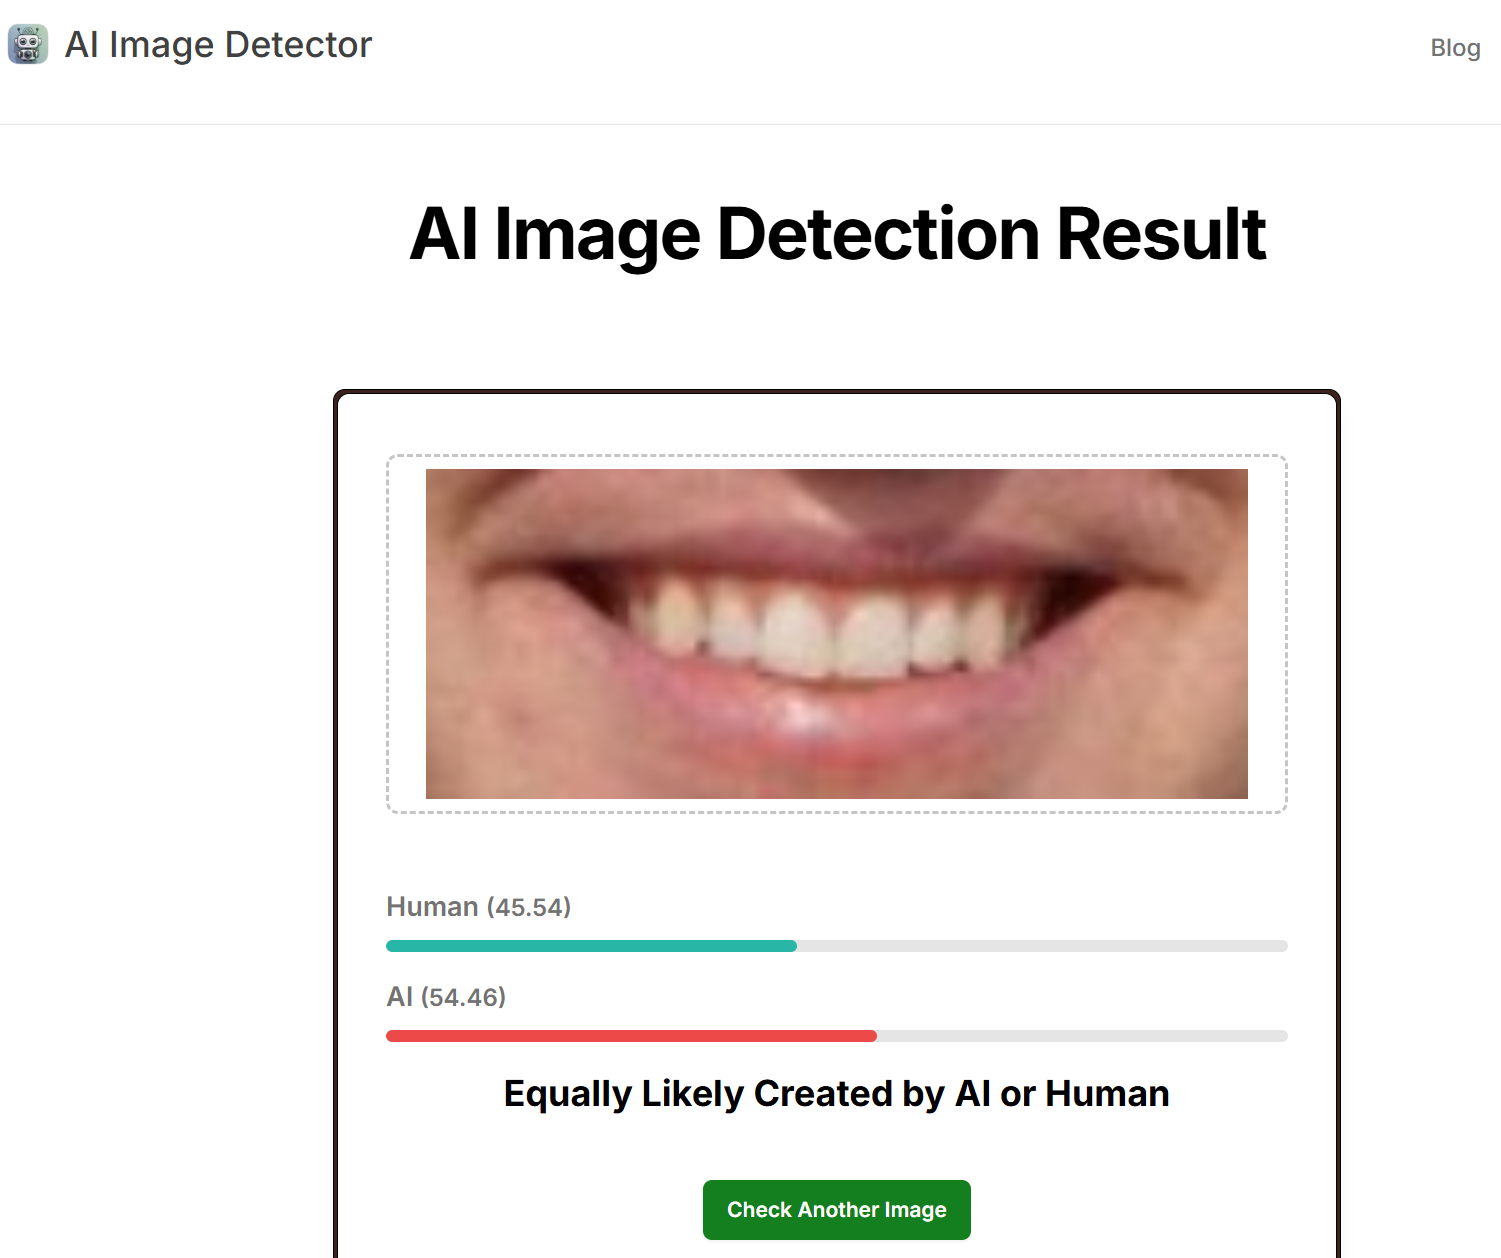 AI Image Detector
Blog
AI Image Detection Result
Human (45.54)
AI (54.46)
Equally Likely Created by AI or Human
Check Another Image